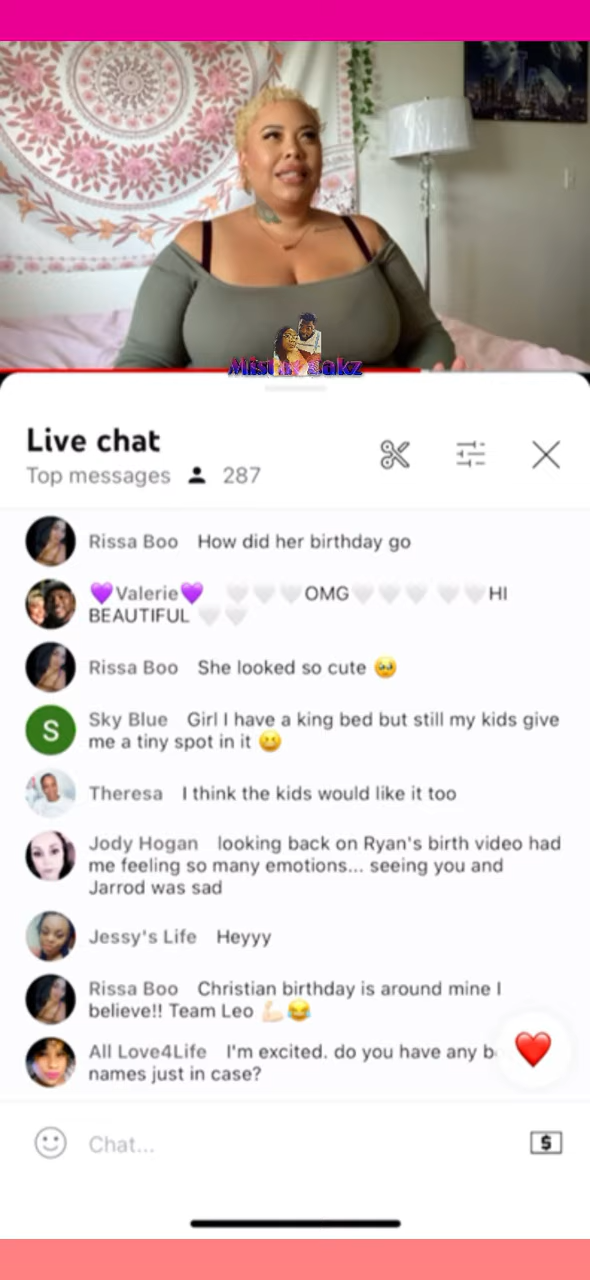 Live chat
Top messages 287
Rissa Boo How did her birthday go
💜Valerie💜 🤍🤍🤍OMG🤍🤍🤍 🤍🤍HI
BEAUTIFUL 🤍🤍
Rissa Boo She looked so cute 🥹
Sky Blue Girl I have a king bed but still my kids give
S
me a tiny spot in it 😀
Theresa I think the kids would like it too
Jody Hogan looking back on Ryan's birth video had
me feeling so many emotions... seeing you and
Jarrod was sad
Jessy's Life Heyyy
Rissa Boo Christian birthday is around mine I
believe!! Team Leo 💪🏻😂
All Love4Life I'm excited. do you have any
names just in case?
Chat...
$